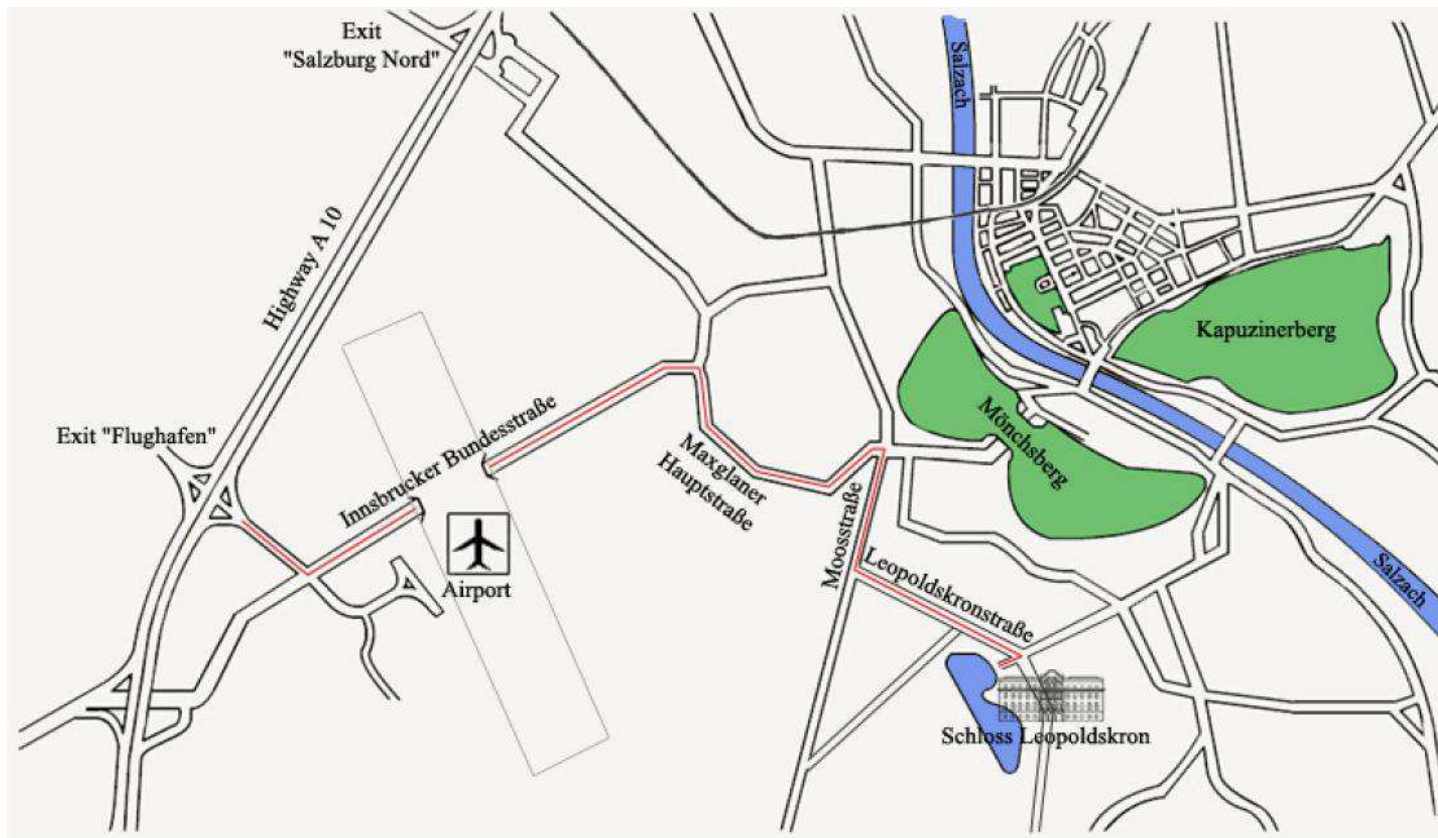 Exit
"Salzburg Nord"
Salzach
Highway A 10
Kapuzinerberg
Exit "Flughafen"
Innsbrucker Bundesstraße
Mönchsberg
Maxglaner
Hauptstraße
Airport
Moosstraße
Leopoldskronstraße
Salzach
Schloss Leopoldskron